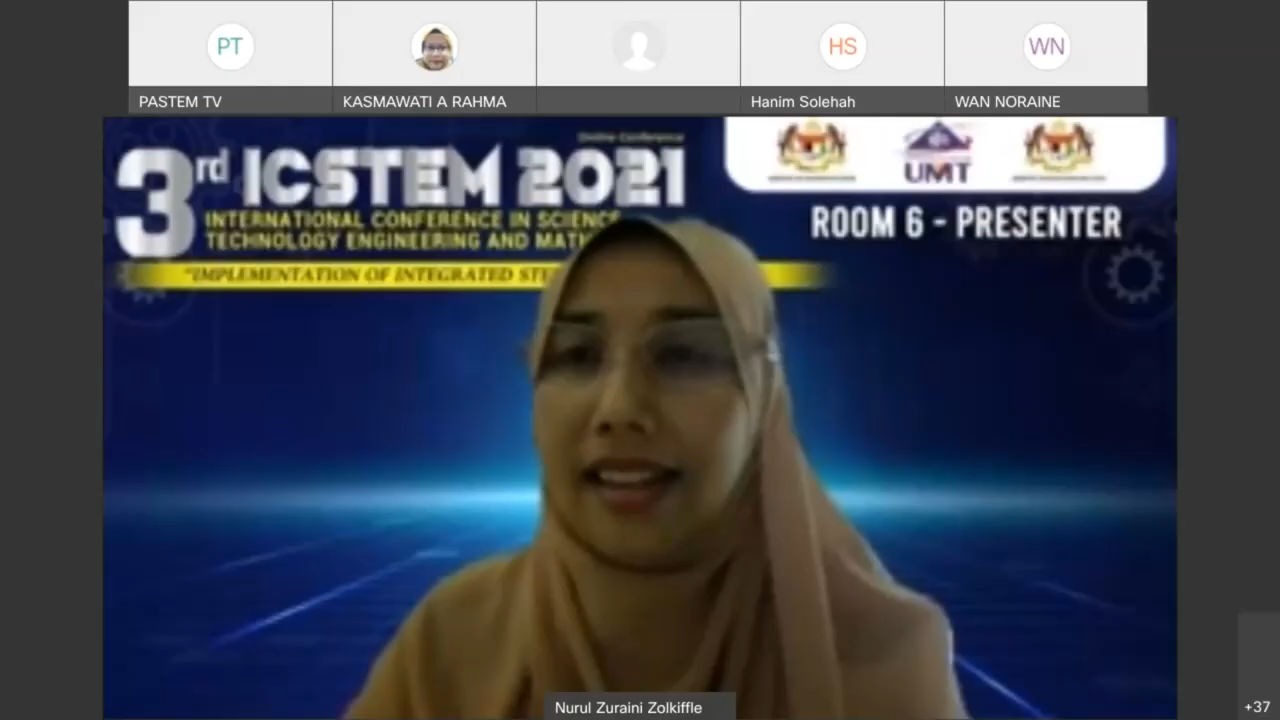 PT
HS
WN
PASTEM TV
KASMAWATI A RAHMA
Hanim Solehah
WAN NORAINE
Online Conference
3rd ICSTEM 2021
INTERNATIONAL CONFERENCE IN SCIENCE
TECHNOLOGY ENGINEERING AND MATH
"IMPLEMENTATION OF INTEGRATED STE
UMT
ROOM 6 - PRESENTER
Nurul Zuraini Zolkiffle
+37